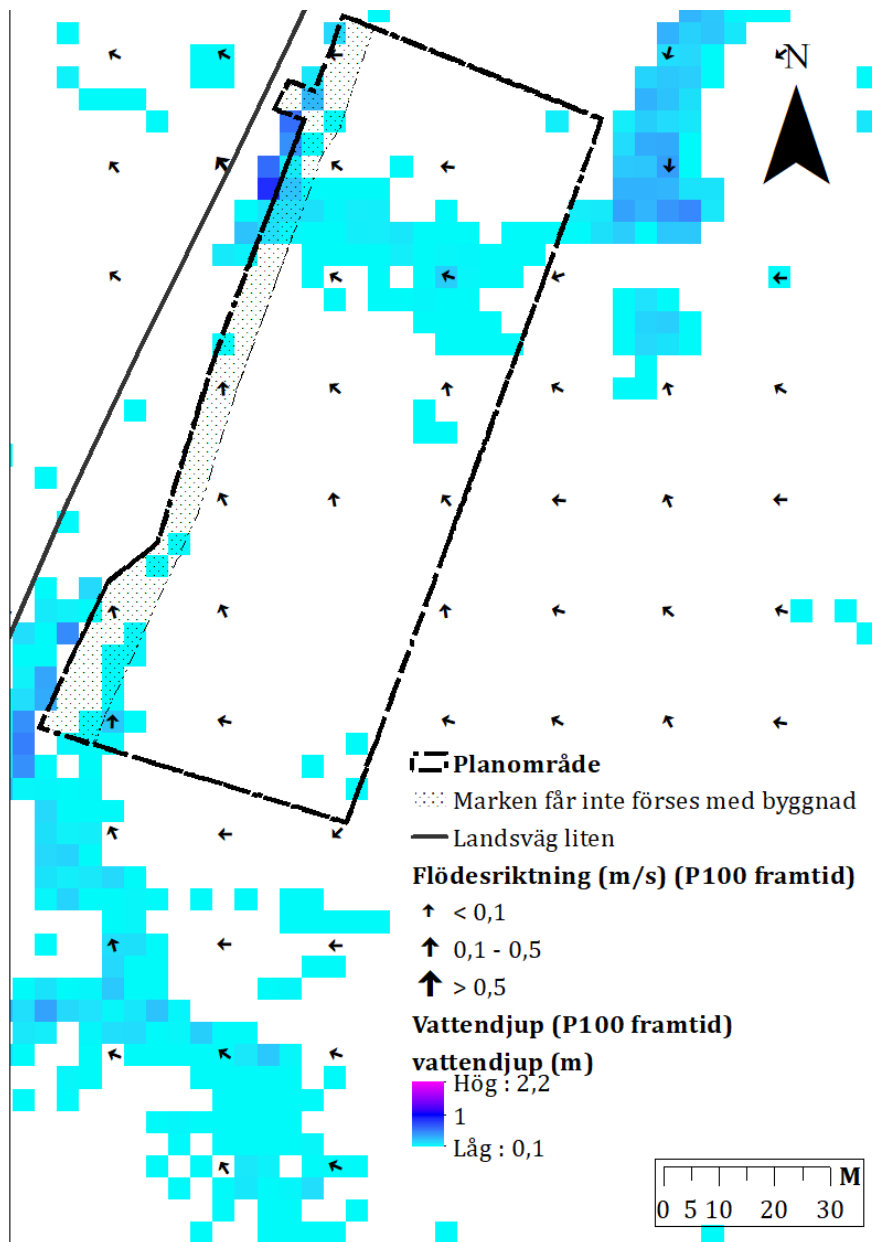 N
Planområde
Marken får inte förses med byggnad
Landsväg liten
Flödesriktning (m/s) (P100 framtid)
< 0,1
0,1 - 0,5
> 0,5
Vattendjup (P100 framtid)
vattendjup (m)
Hög : 2,2
1
Låg : 0,1
M
0 5 10 20 30